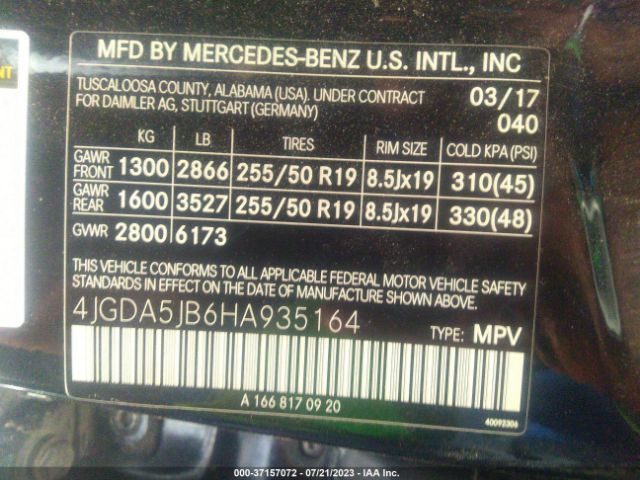 MFD BY MERCEDES-BENZ U.S. INTL., INC
TUSCALOOSA COUNTY, ALABAMA (USA). UNDER CONTRACT
FOR DAIMLER AG, STUTTGART (GERMANY)
03/17
040
KG LB TIRES RIM SIZE COLD KPA (PSI)
GAWR FRONT 1300 2866 255/50 R19 8.5Jx19 310(45)
GAWR REAR 1600 3527 255/50 R19 8.5Jx19 330(48)
GVWR 2800 6173
THIS VEHICLE CONFORMS TO ALL APPLICABLE FEDERAL MOTOR VEHICLE SAFETY
STANDARDS IN EFFECT ON THE DATE OF MANUFACTURE SHOWN ABOVE.
4JGDA5JB6HA935164 TYPE: MPV
A 166 817 09 20
40093306
000-37157072 - 07/21/2023 - IAA Inc.